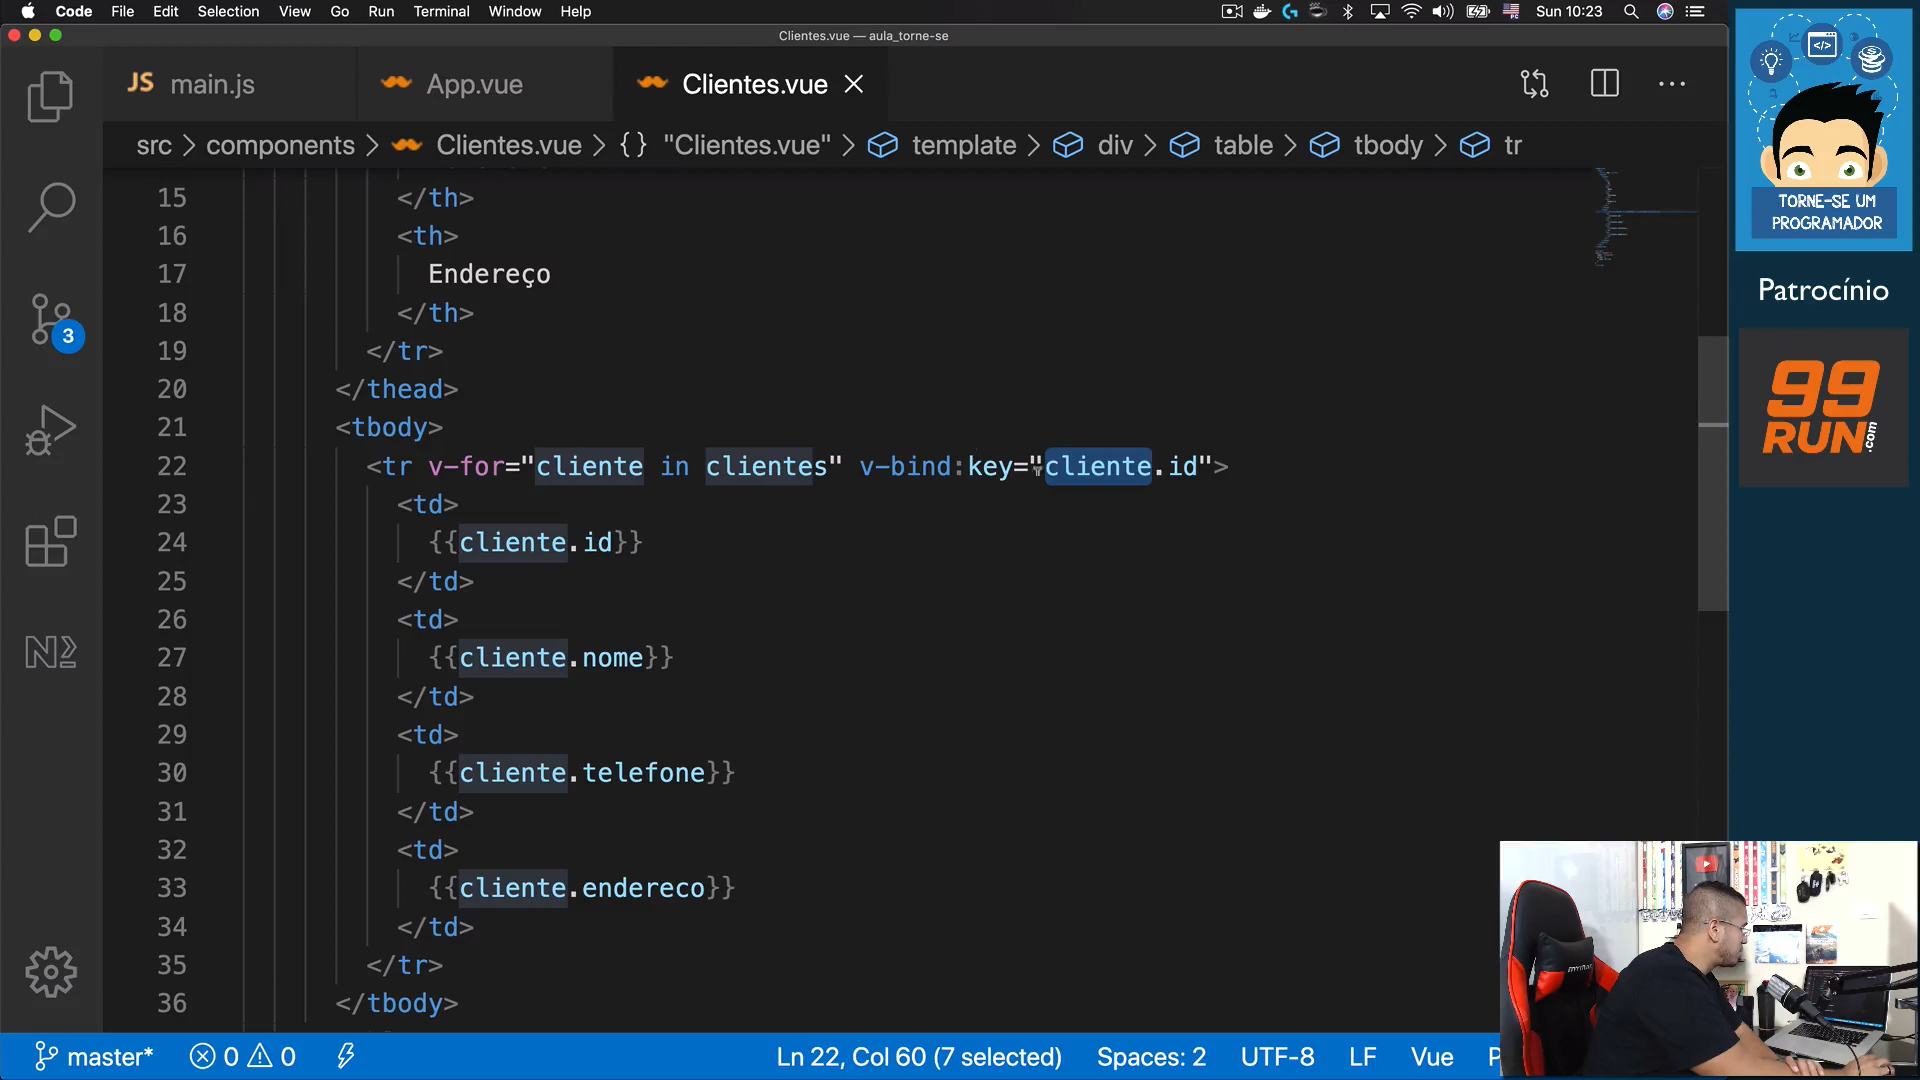 Code File Edit Selection View Go Run Terminal Window Help Sun 10:23
Clientes.vue — aula_torne-se
JS main.js App.vue Clientes.vue
src > components > Clientes.vue > {} "Clientes.vue" > template > div > table > tbody > tr
15 </th>
16 <th>
17 Endereço
18 </th>
19 </tr>
20 </thead>
21 <tbody>
22 <tr v-for="cliente in clientes" v-bind:key="cliente.id">
23 <td>
24 {{cliente.id}}
25 </td>
26 <td>
27 {{cliente.nome}}
28 </td>
29 <td>
30 {{cliente.telefone}}
31 </td>
32 <td>
33 {{cliente.endereco}}
34 </td>
35 </tr>
36 </tbody>
3
master* 0 0 Ln 22, Col 60 (7 selected) Spaces: 2 UTF-8 LF Vue P
</>
TORNE-SE UM
PROGRAMADOR
Patrocínio
99
RUN.com